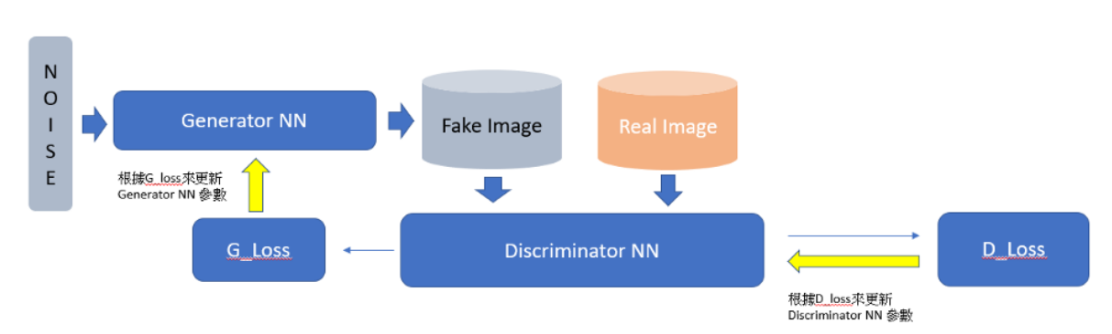 NOISE
Generator NN
Fake Image
Real Image
根據G_loss來更新
Generator NN 參數
G_Loss
Discriminator NN
D_Loss
根據D_loss來更新
Discriminator NN 參數